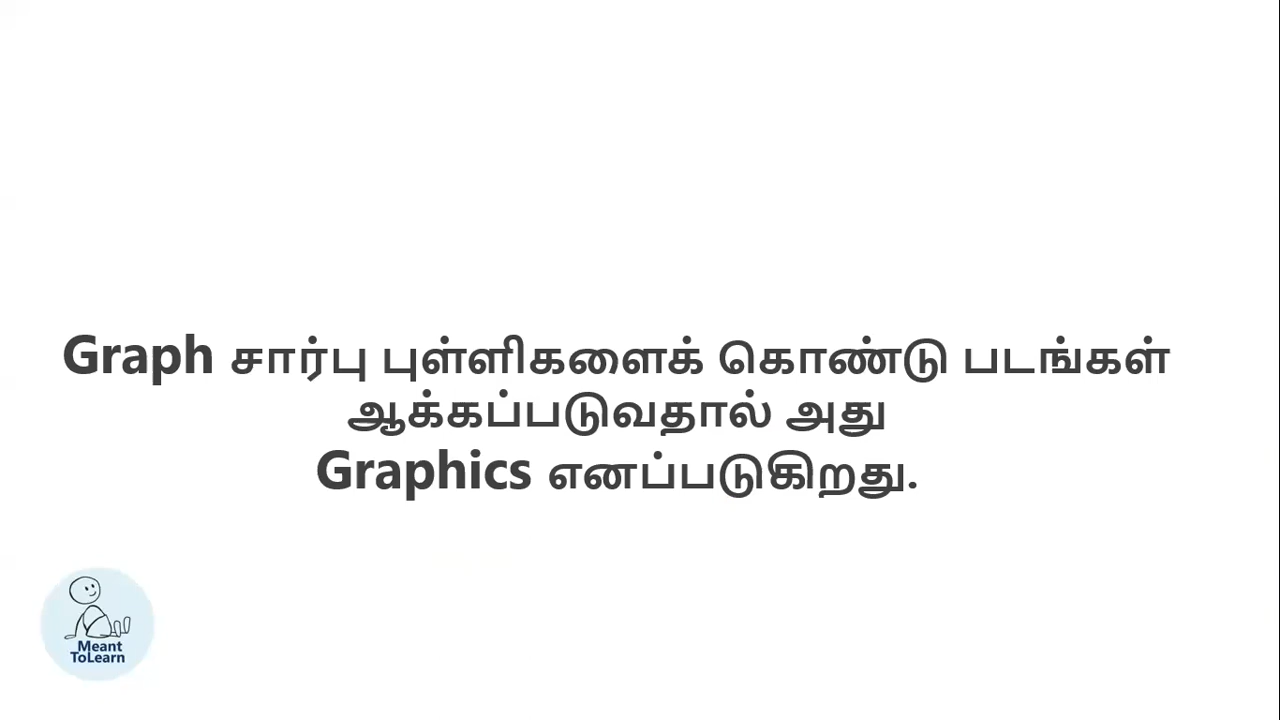 Graph சார்பு புள்ளிகளைக் கொண்டு படங்கள்
ஆக்கப்படுவதால் அது
Graphics எனப்படுகிறது.
Meant
ToLearn